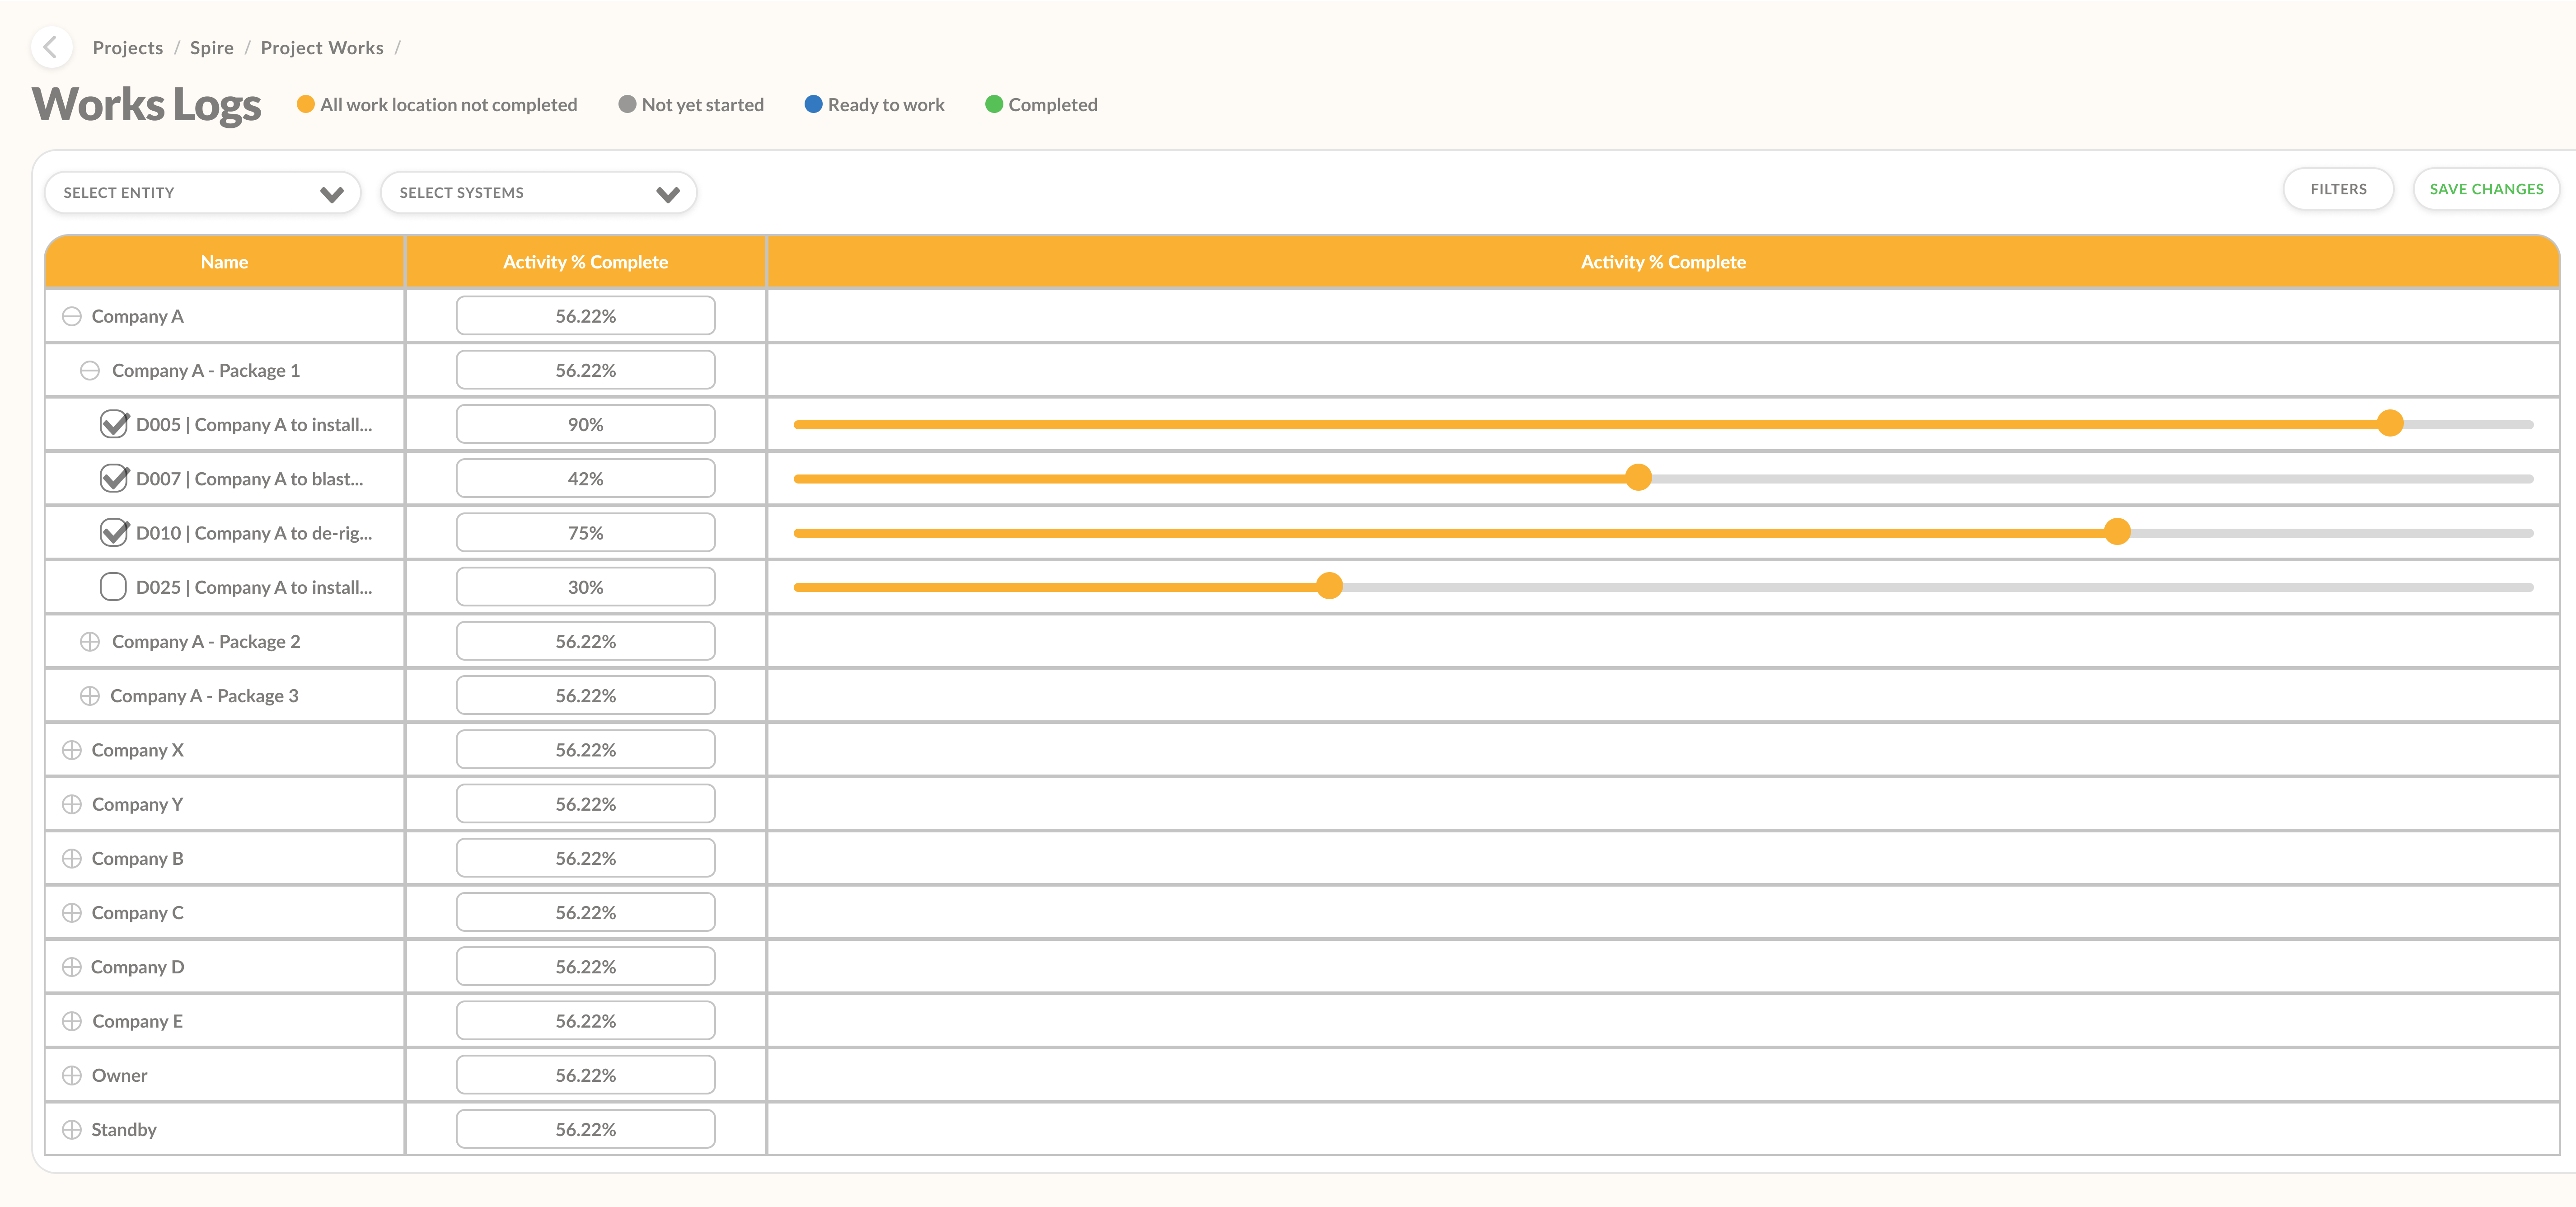 Projects / Spire / Project Works /
Works Logs
All work location not completed
Not yet started
Ready to work
Completed
SELECT ENTITY
SELECT SYSTEMS
FILTERS
SAVE CHANGES
Name
Activity % Complete
Activity % Complete
Company A
56.22%
Company A - Package 1
56.22%
D005 | Company A to install...
90%
D007 | Company A to blast...
42%
D010 | Company A to de-rig...
75%
D025 | Company A to install...
30%
Company A - Package 2
56.22%
Company A - Package 3
56.22%
Company X
56.22%
Company Y
56.22%
Company B
56.22%
Company C
56.22%
Company D
56.22%
Company E
56.22%
Owner
56.22%
Standby
56.22%